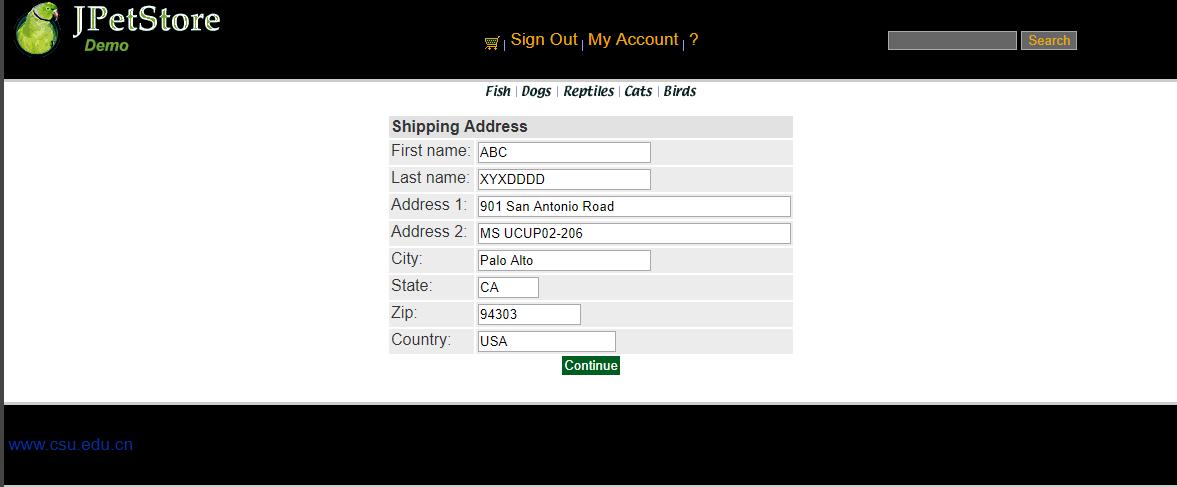 JPetStore
Demo
Sign Out | My Account | ?
Search
Fish | Dogs | Reptiles | Cats | Birds
Shipping Address
First name: ABC
Last name: XYXDDDD
Address 1: 901 San Antonio Road
Address 2: MS UCUP02-206
City: Palo Alto
State: CA
Zip: 94303
Country: USA
Continue
www.csu.edu.cn